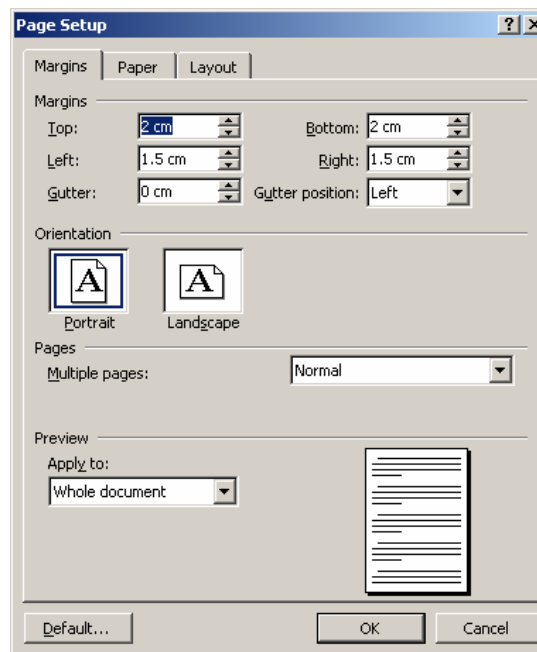 Page Setup
Margins Paper Layout
Margins
Top: 2 cm Bottom: 2 cm
Left: 1.5 cm Right: 1.5 cm
Gutter: 0 cm Gutter position: Left
Orientation
A A
Portrait Landscape
Pages
Multiple pages: Normal
Preview
Apply to:
Whole document
Default... OK Cancel